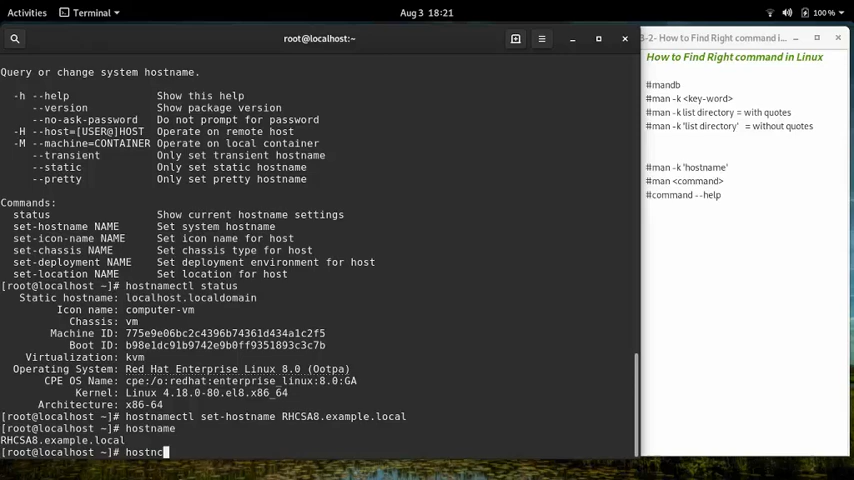 Activities
Terminal
Aug 3 18:21
100 %
root@localhost:~
Query or change system hostname.
-h --help Show this help
--version Show package version
--no-ask-password Do not prompt for password
-H --host=[USER@]HOST Operate on remote host
-M --machine=CONTAINER Operate on local container
--transient Only set transient hostname
--static Only set static hostname
--pretty Only set pretty hostname
Commands:
status Show current hostname settings
set-hostname NAME Set system hostname
set-icon-name NAME Set icon name for host
set-chassis NAME Set chassis type for host
set-deployment NAME Set deployment environment for host
set-location NAME Set location for host
[root@localhost ~]# hostnamectl status
Static hostname: localhost.localdomain
Icon name: computer-vm
Chassis: vm
Machine ID: 775e9e06bc2c4396b74361d434a1c2f5
Boot ID: b98e1dc91b9742e9b0ff9351893c3c7b
Virtualization: kvm
Operating System: Red Hat Enterprise Linux 8.0 (Ootpa)
CPE OS Name: cpe:/o:redhat:enterprise_linux:8.0:GA
Kernel: Linux 4.18.0-80.el8.x86_64
Architecture: x86-64
[root@localhost ~]# hostnamectl set-hostname RHCSA8.example.local
[root@localhost ~]# hostname
RHCSA8.example.local
[root@localhost ~]# hostnc
3-2- How to Find Right command i...
How to Find Right command in Linux
#mandb
#man -k <key-word>
#man -k list directory = with quotes
#man -k 'list directory' = without quotes
#man -k 'hostname'
#man <command>
#command --help